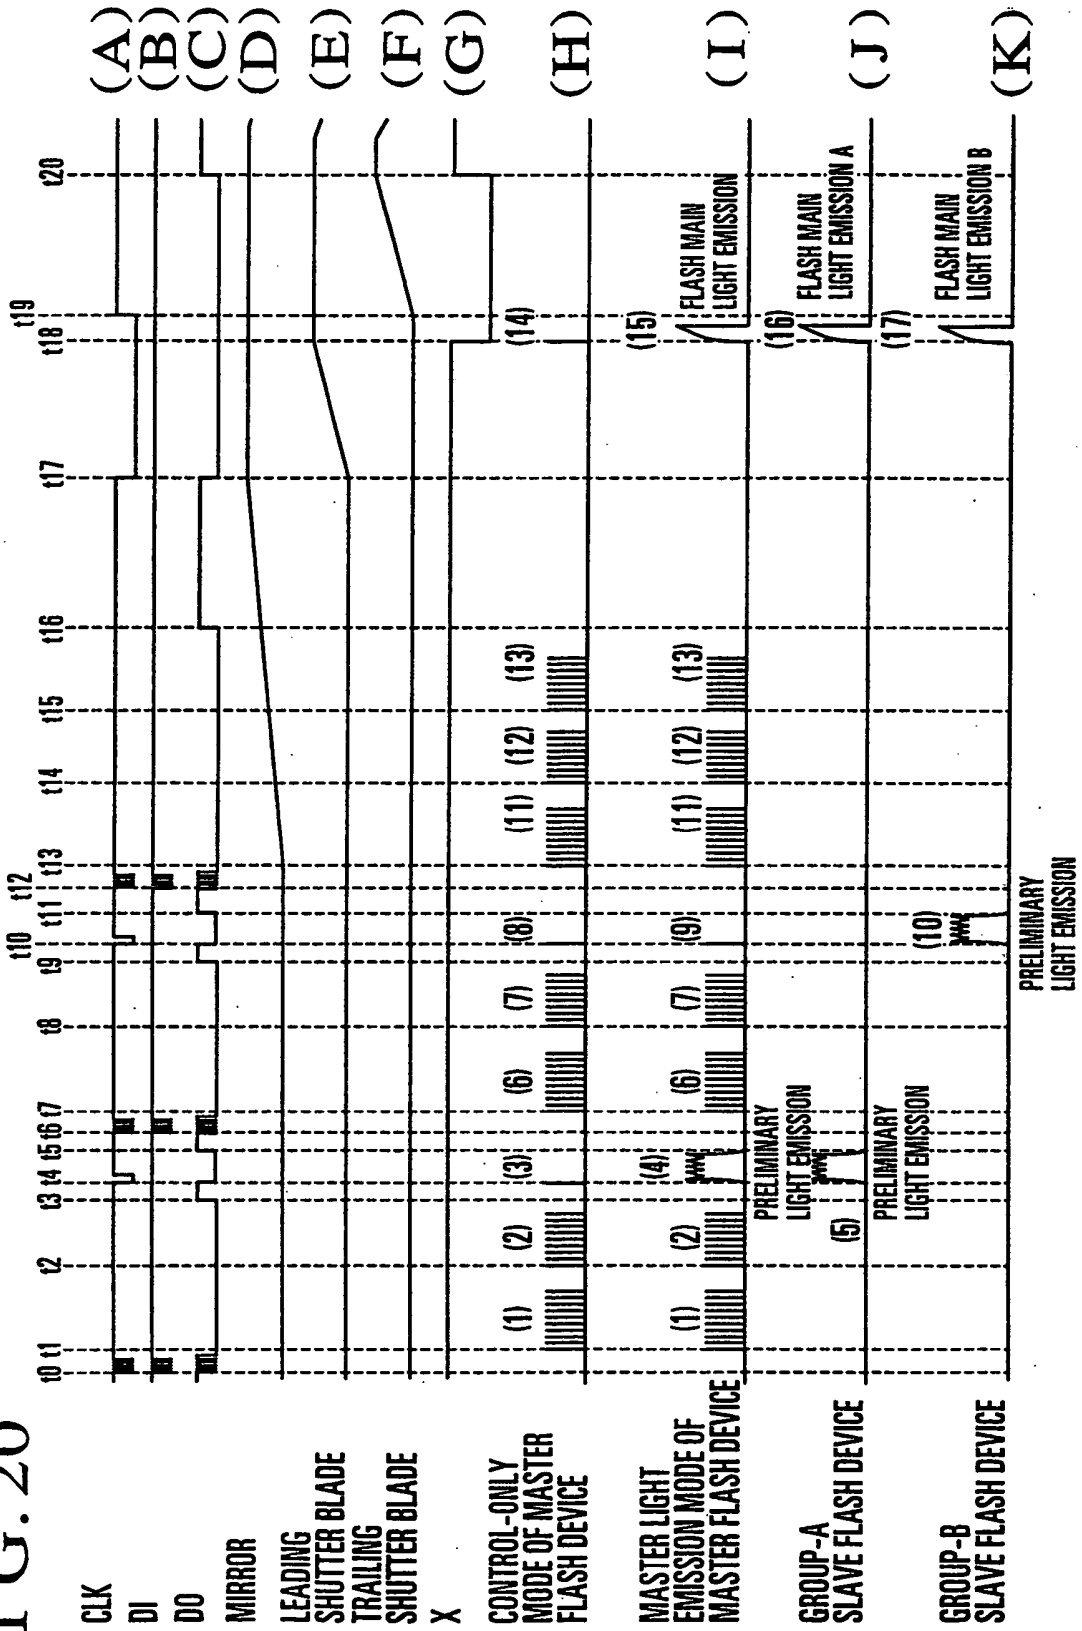 FIG. 20
t0 t1 t2 t3 t4 t5 t6 t7 t8 t9 t10 t11 t12 t13 t14 t15 t16 t17 t18 t19 t20
CLK (A)
DI (B)
DO (C)
MIRROR (D)
LEADING
SHUTTER BLADE (E)
TRAILING
SHUTTER BLADE (F)
X (G)
CONTROL-ONLY
MODE OF MASTER
FLASH DEVICE
(1) (2) (3) (6) (7) (8) (11) (12) (13) (14) (H)
MASTER LIGHT
EMISSION MODE OF
MASTER FLASH DEVICE
(1) (2) (4) (6) (7) (9) (11) (12) (13) (15) (I)
PRELIMINARY
LIGHT EMISSION
FLASH MAIN
LIGHT EMISSION
GROUP-A
SLAVE FLASH DEVICE
(5) (16) (J)
PRELIMINARY
LIGHT EMISSION
FLASH MAIN
LIGHT EMISSION A
GROUP-B
SLAVE FLASH DEVICE
(10) (17) (K)
PRELIMINARY
LIGHT EMISSION
FLASH MAIN
LIGHT EMISSION B